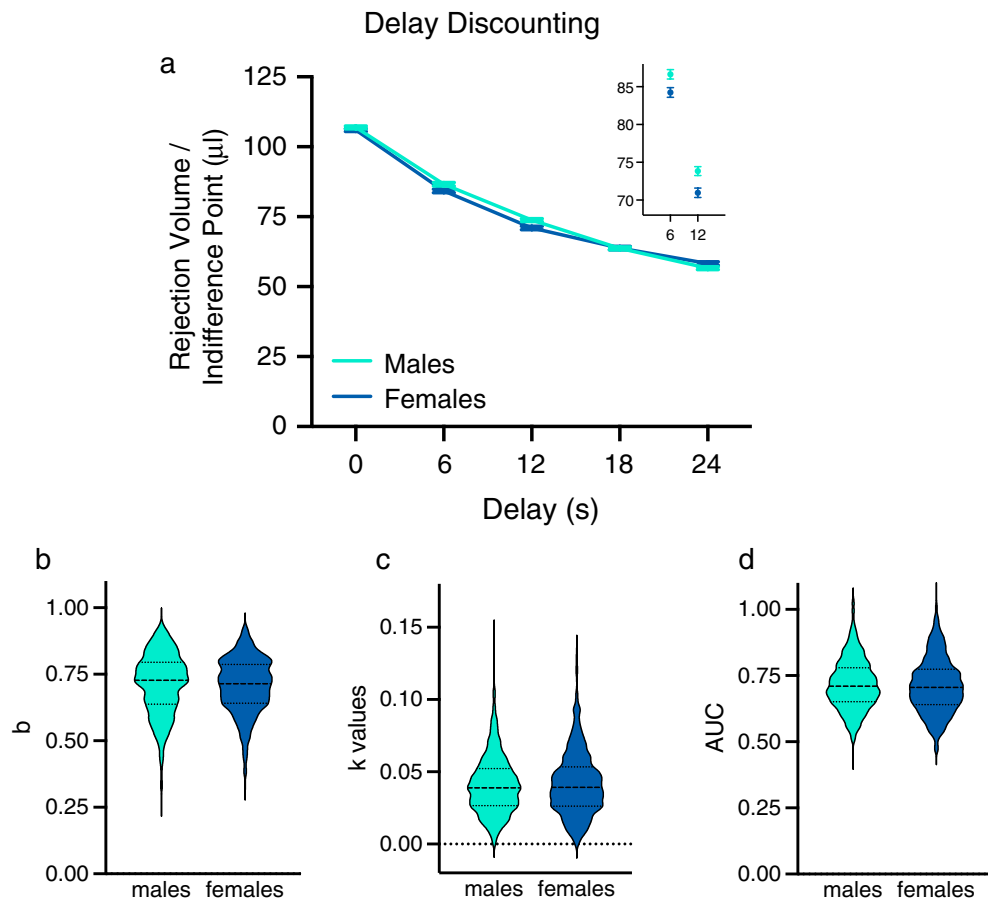 Delay Discounting
a
Rejection Volume /
Indifference Point (µl)
125
100
75
50
25
0
Males
Females
0 6 12 18 24
Delay (s)
85
80
75
70
6 12
b
b
1.00
0.75
0.50
0.25
0.00
males females
c
k values
0.15
0.10
0.05
0.00
males females
d
AUC
1.00
0.75
0.50
0.25
0.00
males females